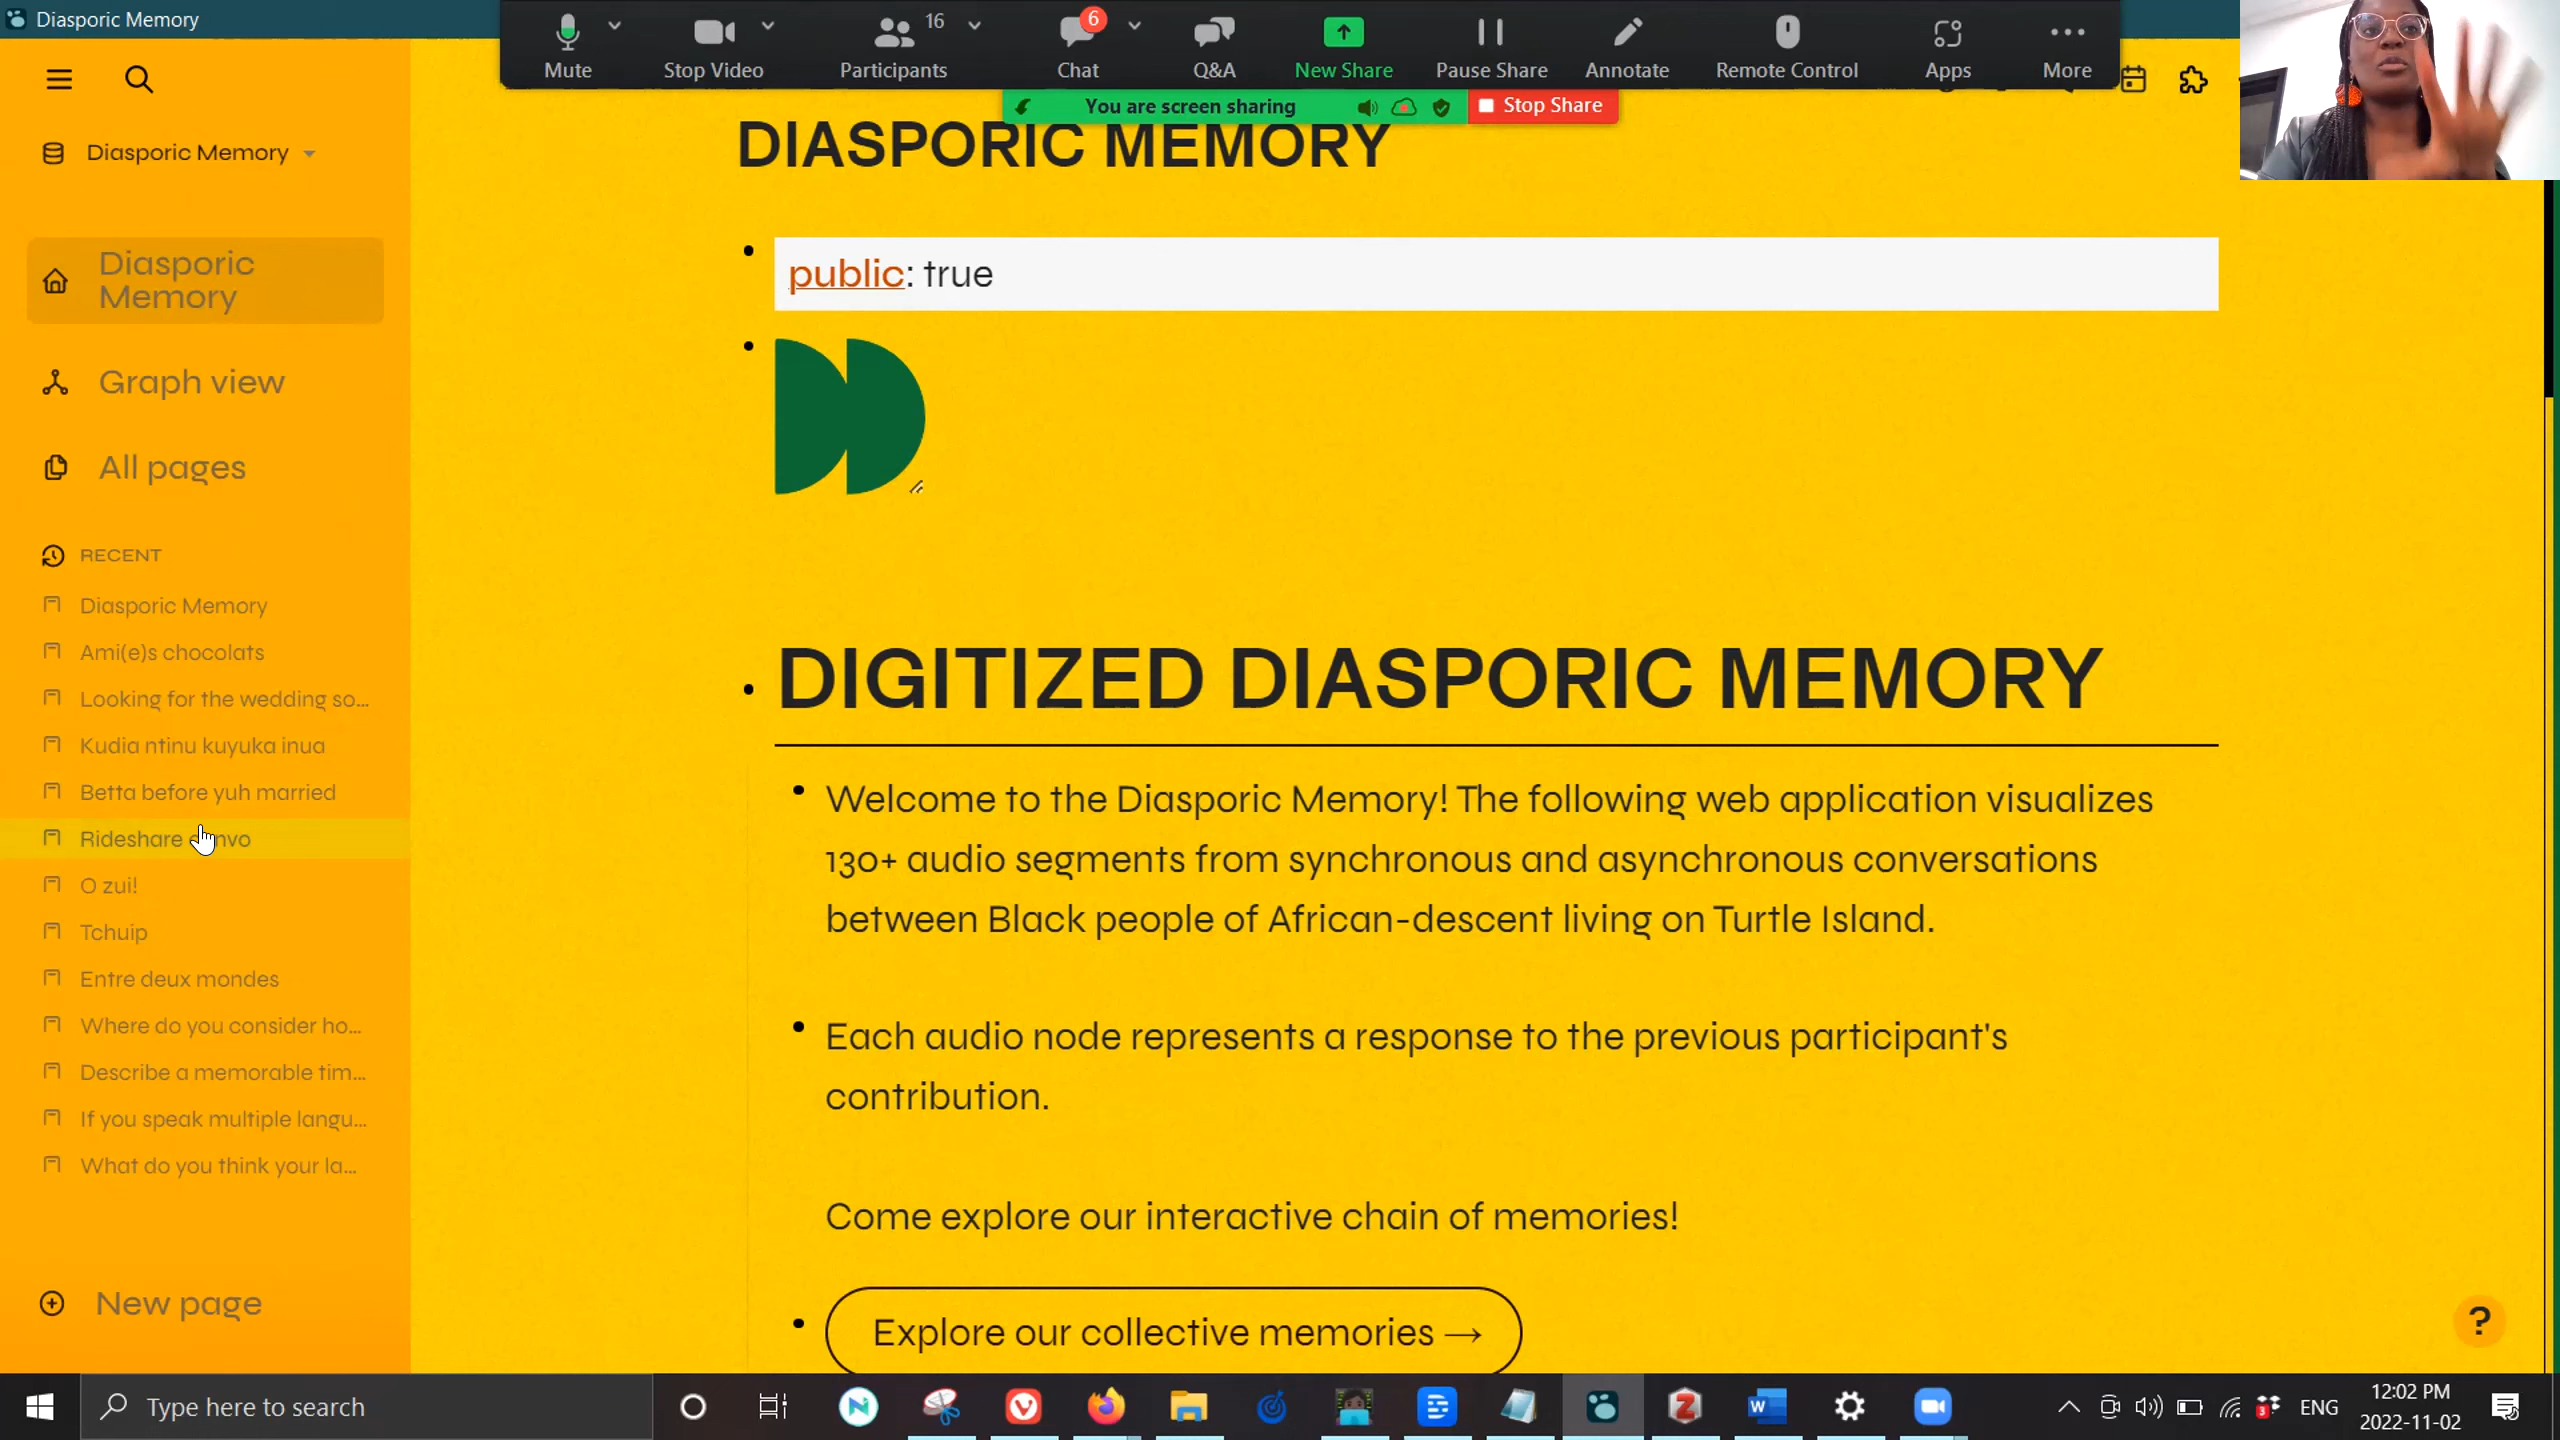 Diasporic Memory
Mute
Stop Video
16
Participants
6
Chat
Q&A
New Share
Pause Share
Annotate
Remote Control
Apps
More
You are screen sharing
Stop Share
Diasporic Memory
Diasporic
Memory
Graph view
All pages
RECENT
Diasporic Memory
Ami(e)s chocolats
Looking for the wedding so...
Kudia ntinu kuyuka inua
Betta before yuh married
Rideshare
O zui!
Tchuip
Entre deux mondes
Where do you consider ho...
Describe a memorable tim...
If you speak multiple langu...
What do you think your la...
New page
DIASPORIC MEMORY
public: true
DIGITIZED DIASPORIC MEMORY
Welcome to the Diasporic Memory! The following web application visualizes
130+ audio segments from synchronous and asynchronous conversations
between Black people of African-descent living on Turtle Island.
Each audio node represents a response to the previous participant's
contribution.
Come explore our interactive chain of memories!
Explore our collective memories →
?
Type here to search
N
Z
W
3
ENG
12:02 PM
2022-11-02